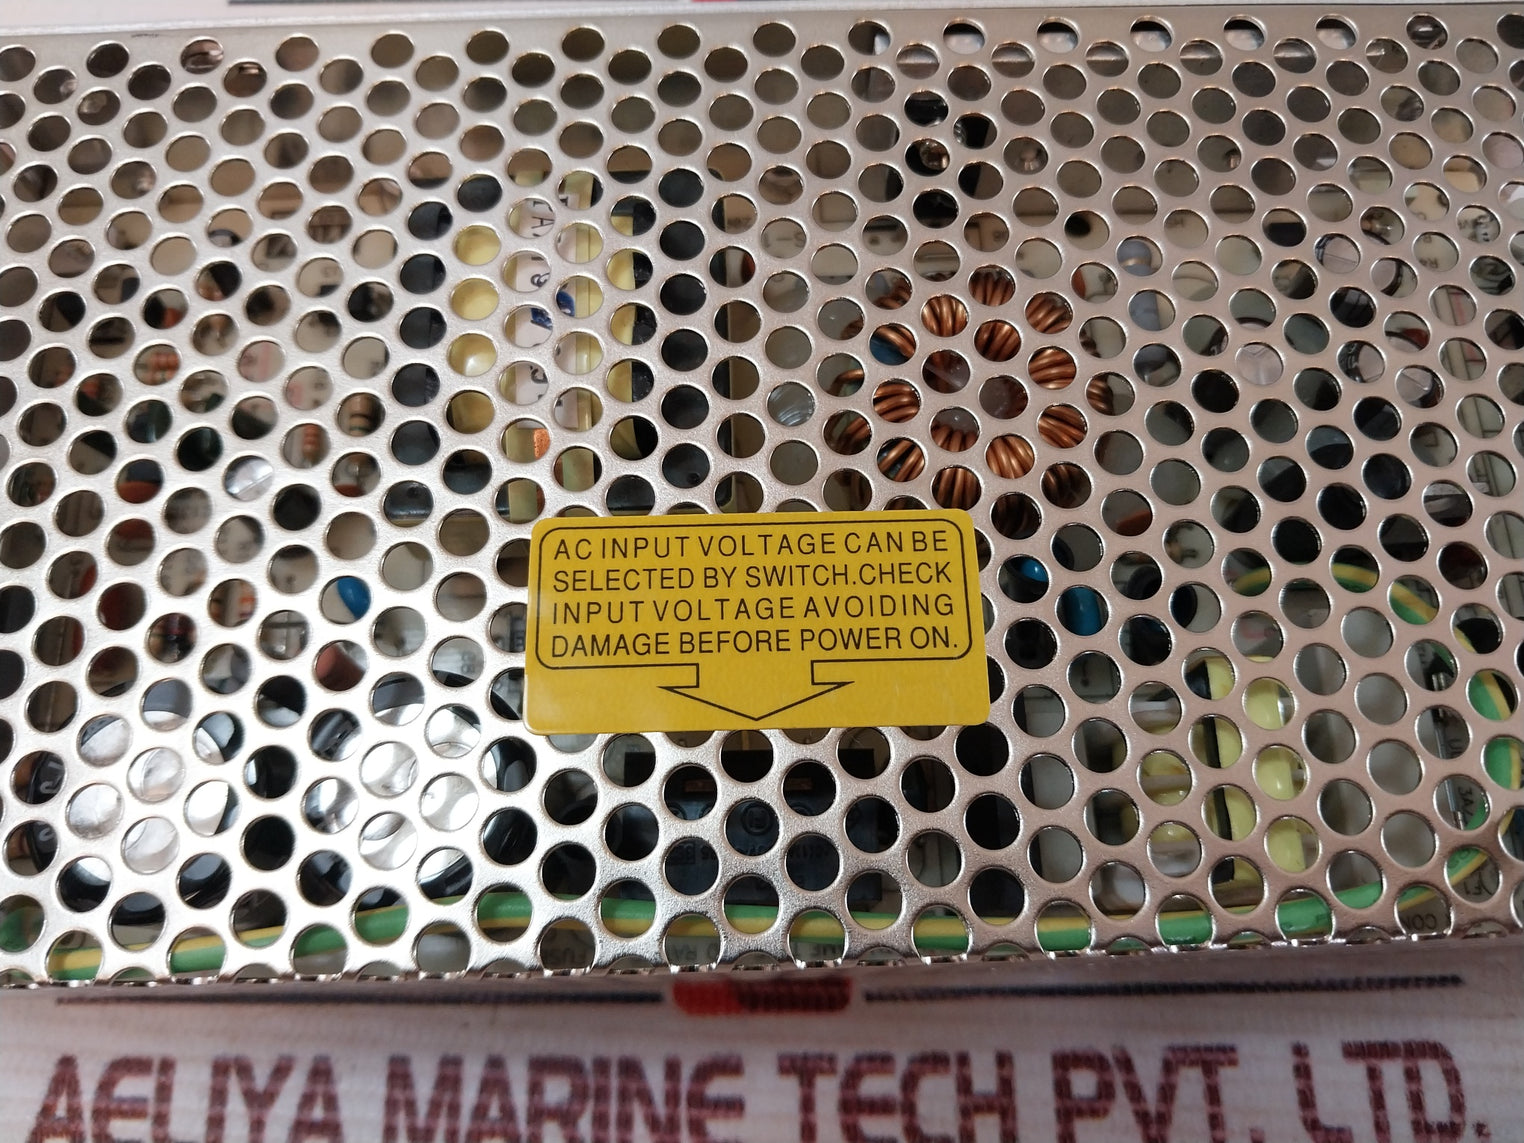 AC INPUT VOLTAGE CAN BE
SELECTED BY SWITCH.CHECK
INPUT VOLTAGE AVOIDING
DAMAGE BEFORE POWER ON.
AELIYA MARINE TECH PVT. LTD.